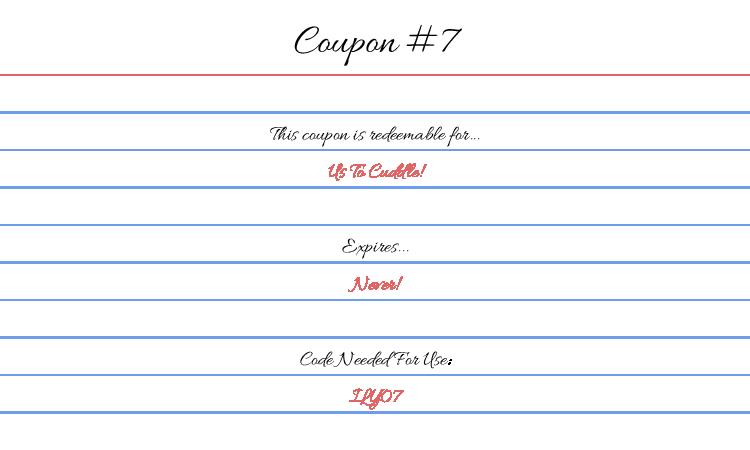 Coupon #7
This coupon is redeemable for...
Us To Cuddle!
Expires...
Never!
Code Needed For Use:
ILY07